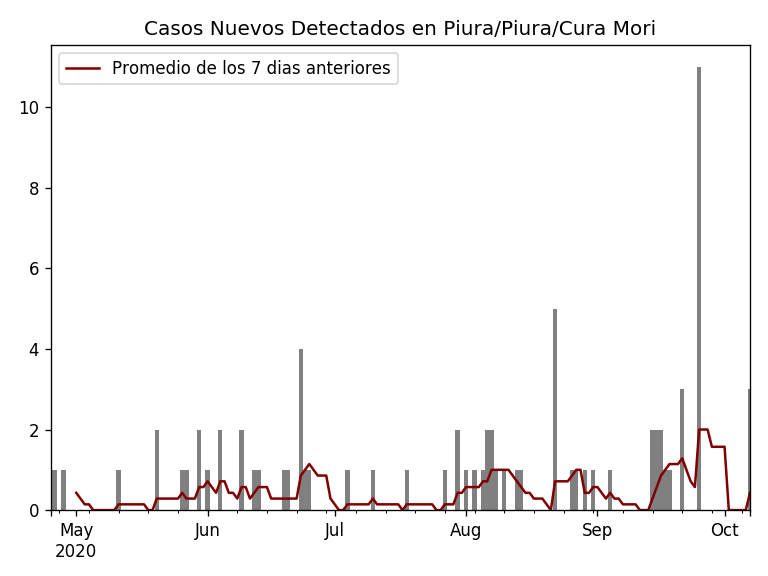 Casos Nuevos Detectados en Piura/Piura/Cura Mori
Promedio de los 7 dias anteriores
10
8
6
4
2
0
May Jun Jul Aug Sep Oct
2020